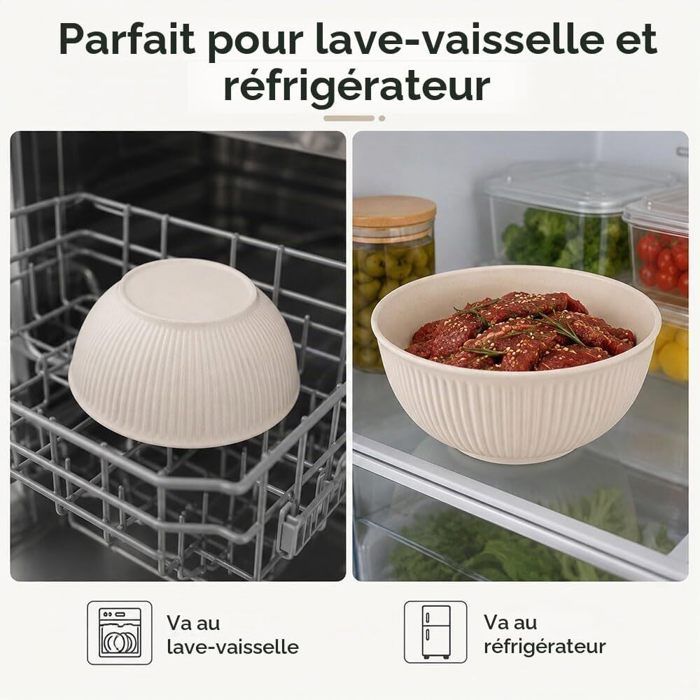 Parfait pour lave-vaisselle et
réfrigérateur
Va au
lave-vaisselle
Va au
réfrigérateur